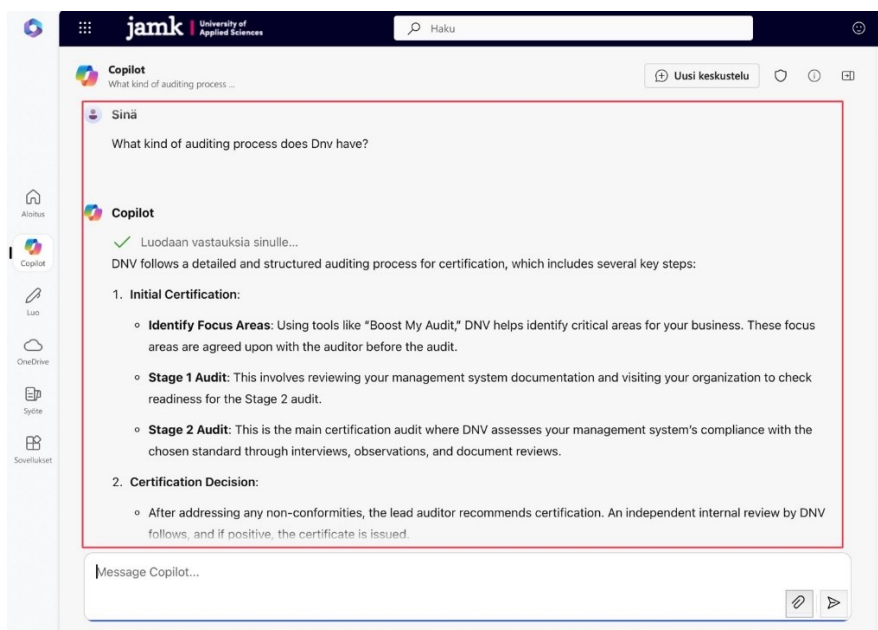 jamk | University of
Applied Sciences
Haku
Copilot
What kind of auditing process ...
Uusi keskustelu
Sinä
What kind of auditing process does Dnv have?
Aloitus
Copilot
Luo
OneDrive
Syöte
Sovellukset
Copilot
Luodaan vastauksia sinulle...
DNV follows a detailed and structured auditing process for certification, which includes several key steps:
1. Initial Certification:
Identify Focus Areas: Using tools like “Boost My Audit,” DNV helps identify critical areas for your business. These focus
areas are agreed upon with the auditor before the audit.
Stage 1 Audit: This involves reviewing your management system documentation and visiting your organization to check
readiness for the Stage 2 audit.
Stage 2 Audit: This is the main certification audit where DNV assesses your management system’s compliance with the
chosen standard through interviews, observations, and document reviews.
2. Certification Decision:
After addressing any non-conformities, the lead auditor recommends certification. An independent internal review by DNV
follows, and if positive, the certificate is issued.
Message Copilot...